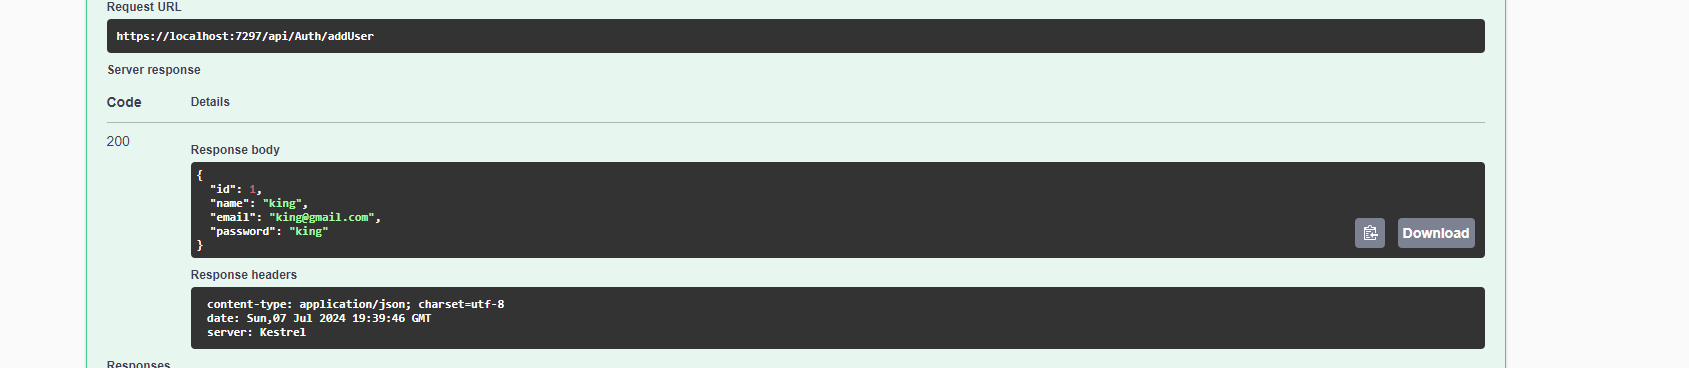 Request URL
https://localhost:7297/api/Auth/addUser
Server response
Code Details
200
Response body
{
"id": 1,
"name": "king",
"email": "king@gmail.com",
"password": "king"
}
Download
Response headers
content-type: application/json; charset=utf-8
date: Sun,07 Jul 2024 19:39:46 GMT
server: Kestrel
Responses